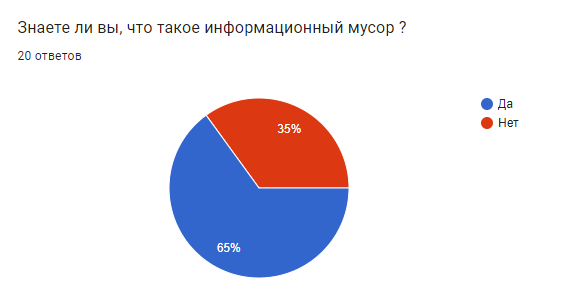 Знаете ли вы, что такое информационный мусор ?
20 ответов
Да
Нет
35%
65%